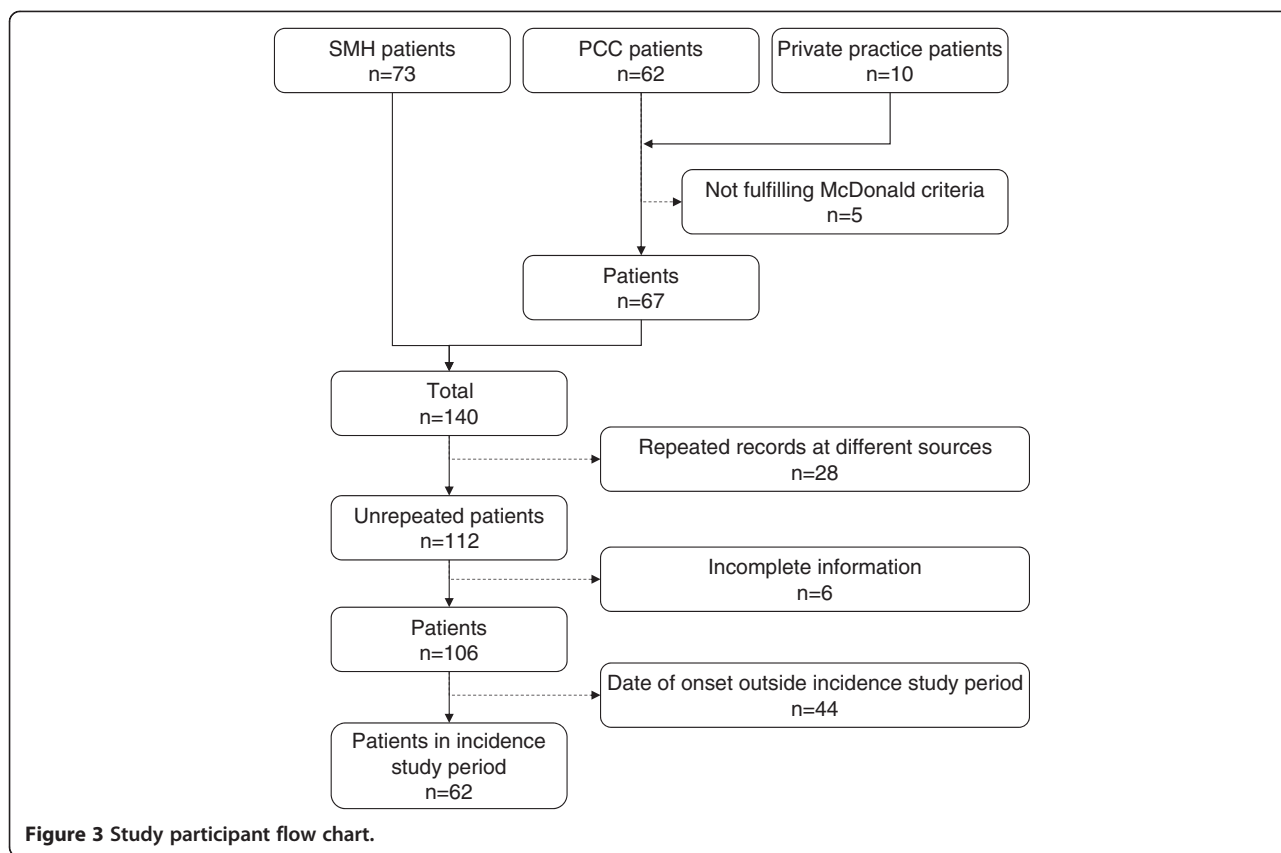 SMH patients
n=73
PCC patients
n=62
Private practice patients
n=10
Not fulfilling McDonald criteria
n=5
Patients
n=67
Total
n=140
Repeated records at different sources
n=28
Unrepeated patients
n=112
Incomplete information
n=6
Patients
n=106
Date of onset outside incidence study period
n=44
Patients in incidence
study period
n=62
Figure 3 Study participant flow chart.